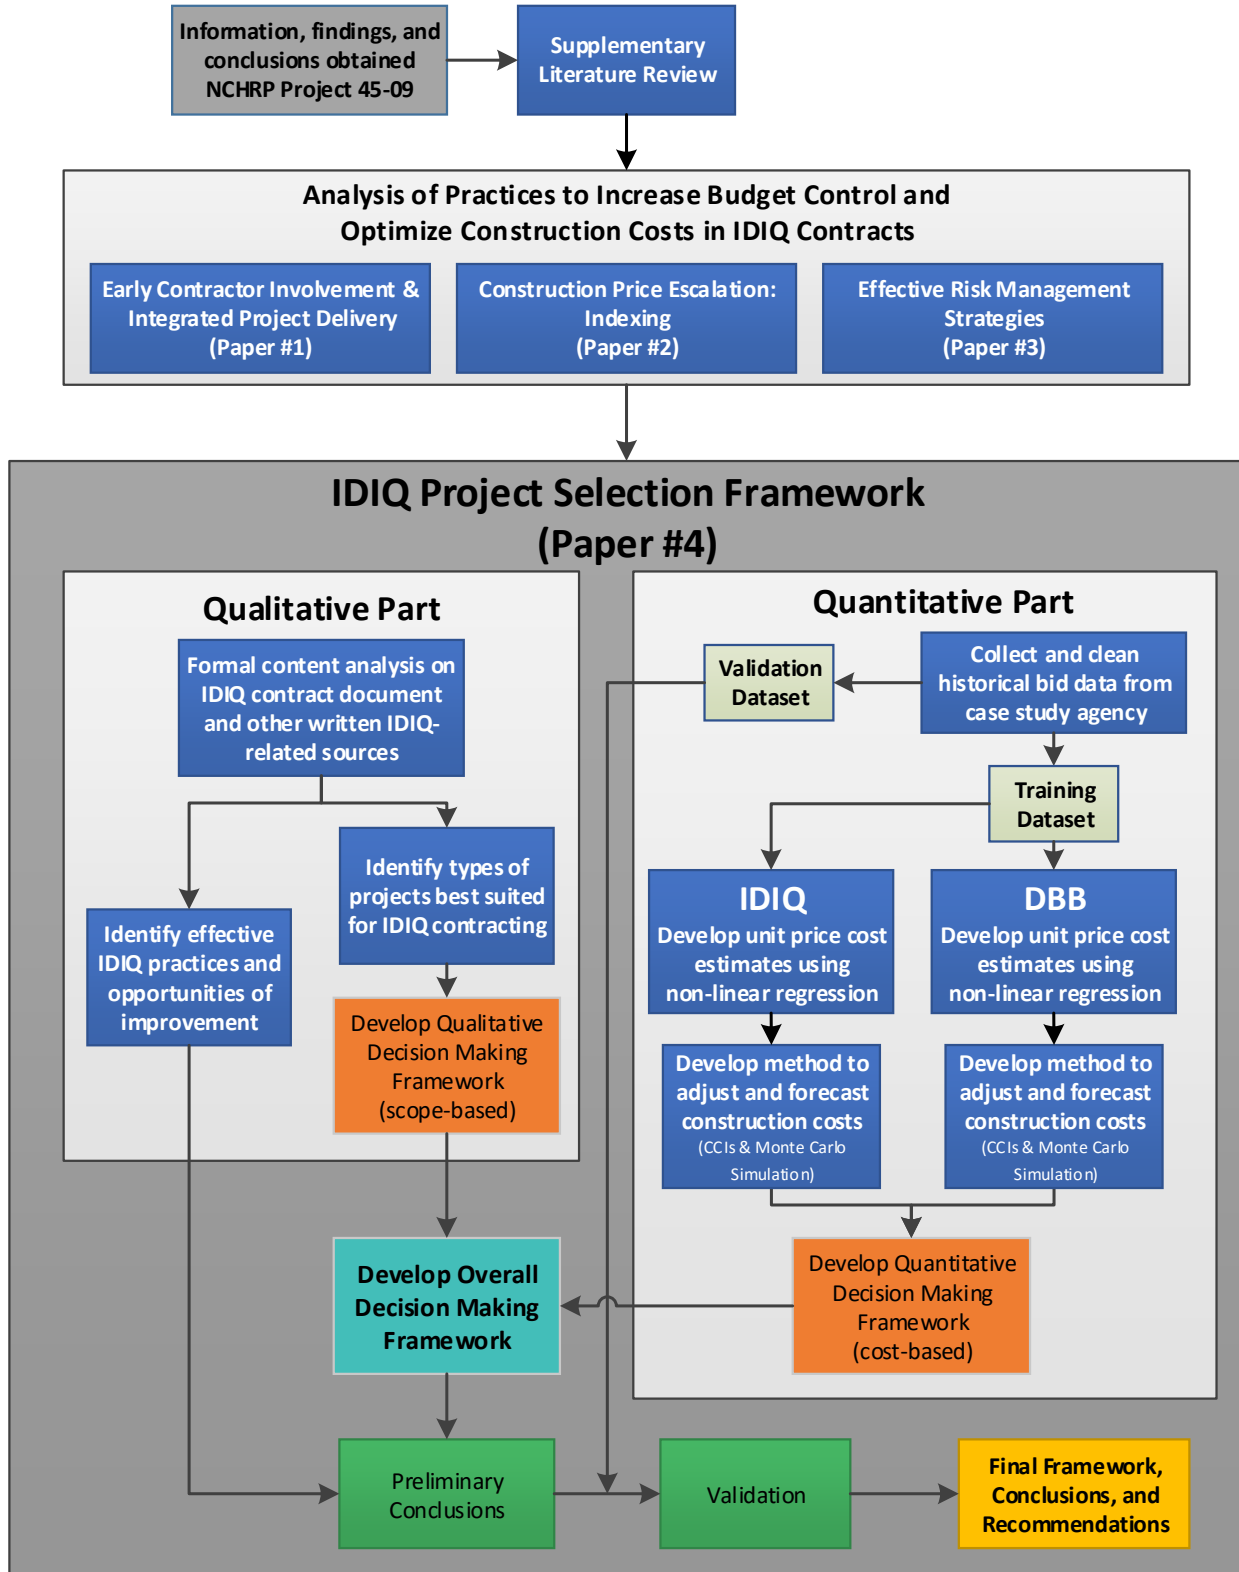 Information, findings, and
conclusions obtained
NCHRP Project 45-09
Supplementary
Literature Review
Analysis of Practices to Increase Budget Control and
Optimize Construction Costs in IDIQ Contracts
Early Contractor Involvement &
Integrated Project Delivery
(Paper #1)
Construction Price Escalation:
Indexing
(Paper #2)
Effective Risk Management
Strategies
(Paper #3)
IDIQ Project Selection Framework
(Paper #4)
Qualitative Part
Formal content analysis on
IDIQ contract document
and other written IDIQ-
related sources
Identify types of
projects best suited
for IDIQ contracting
Identify effective
IDIQ practices and
opportunities of
improvement
Develop Qualitative
Decision Making
Framework
(scope-based)
Quantitative Part
Validation
Dataset
Collect and clean
historical bid data from
case study agency
Training
Dataset
IDIQ
Develop unit price cost
estimates using
non-linear regression
DBB
Develop unit price cost
estimates using
non-linear regression
Develop method to
adjust and forecast
construction costs
(CCIs & Monte Carlo
Simulation)
Develop method to
adjust and forecast
construction costs
(CCIs & Monte Carlo
Simulation)
Develop Overall
Decision Making
Framework
Develop Quantitative
Decision Making
Framework
(cost-based)
Preliminary
Conclusions
Validation
Final Framework,
Conclusions, and
Recommendations